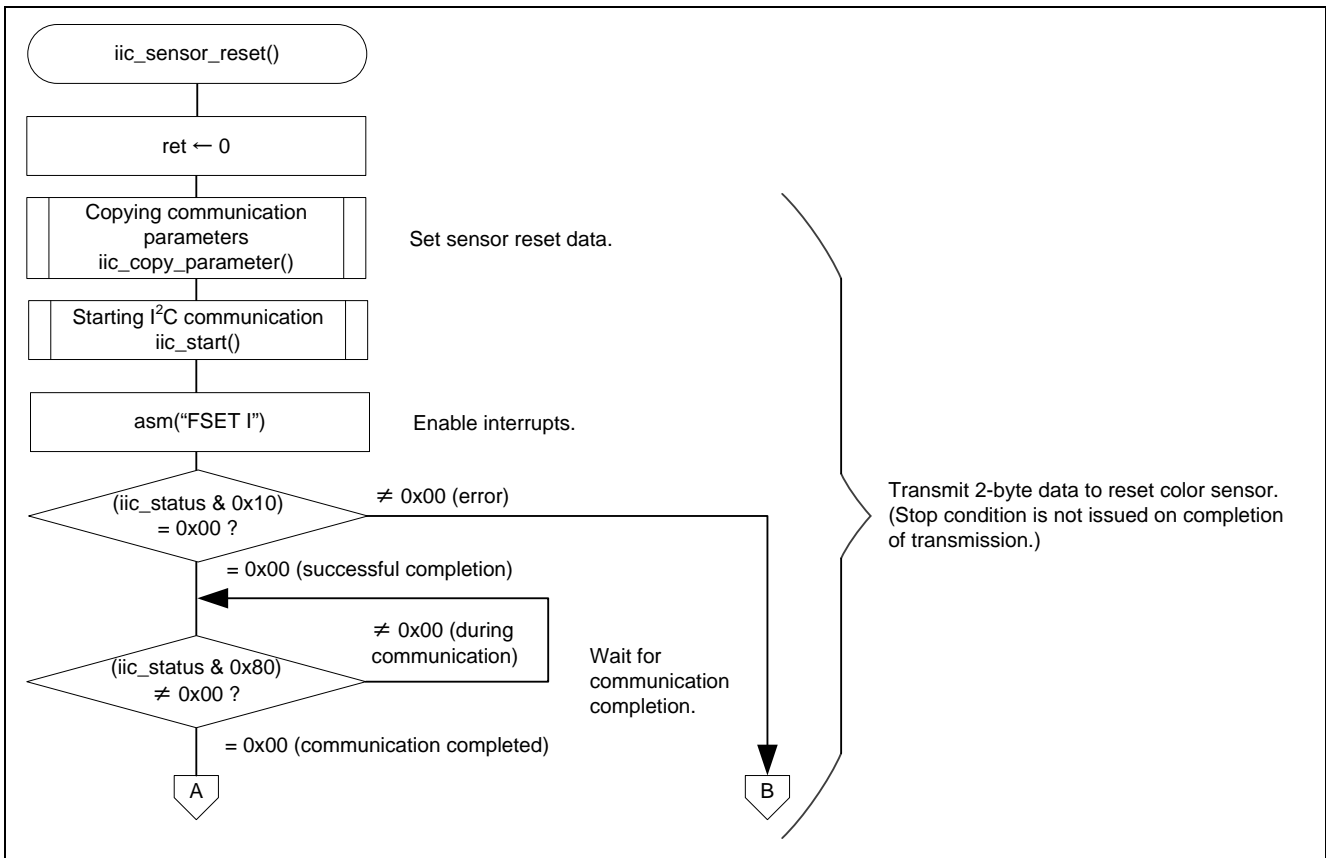 iic_sensor_reset()
ret ← 0
Copying communication
parameters
iic_copy_parameter()
Set sensor reset data.
Starting I²C communication
iic_start()
asm(“FSET I”)
Enable interrupts.
(iic_status & 0x10)
= 0x00 ?
≠ 0x00 (error)
= 0x00 (successful completion)
≠ 0x00 (during
communication)
(iic_status & 0x80)
≠ 0x00 ?
Wait for
communication
completion.
= 0x00 (communication completed)
A
B
Transmit 2-byte data to reset color sensor.
(Stop condition is not issued on completion
of transmission.)